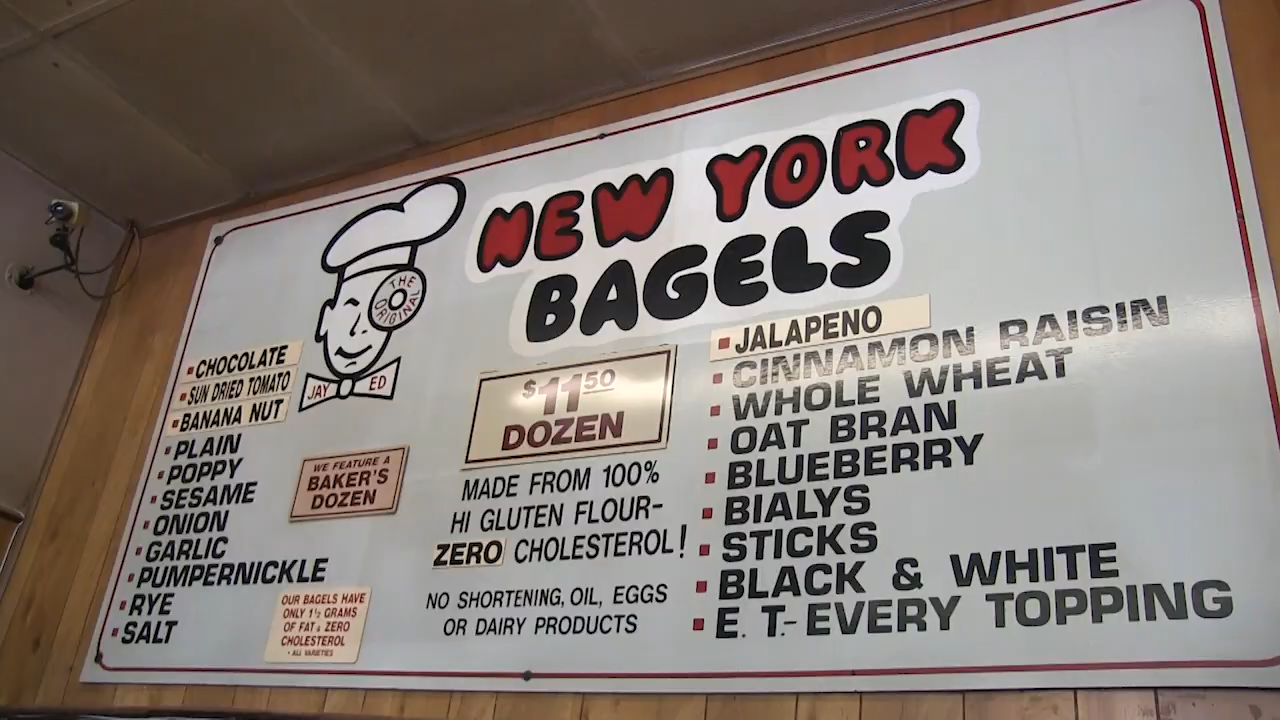 NEW YORK
BAGELS
THE
ORIGINAL
JAY ED
CHOCOLATE
SUN DRIED TOMATO
BANANA NUT
PLAIN
POPPY
SESAME
ONION
GARLIC
PUMPERNICKLE
RYE
SALT
WE FEATURE A
BAKER'S
DOZEN
OUR BAGELS HAVE
ONLY 1½ GRAMS
OF FAT & ZERO
CHOLESTEROL
• ALL VARIETIES
$11.50
DOZEN
MADE FROM 100%
HI GLUTEN FLOUR-
ZERO CHOLESTEROL!
NO SHORTENING, OIL, EGGS
OR DAIRY PRODUCTS
JALAPENO
CINNAMON RAISIN
WHOLE WHEAT
OAT BRAN
BLUEBERRY
BIALYS
STICKS
BLACK & WHITE
E. T.-EVERY TOPPING